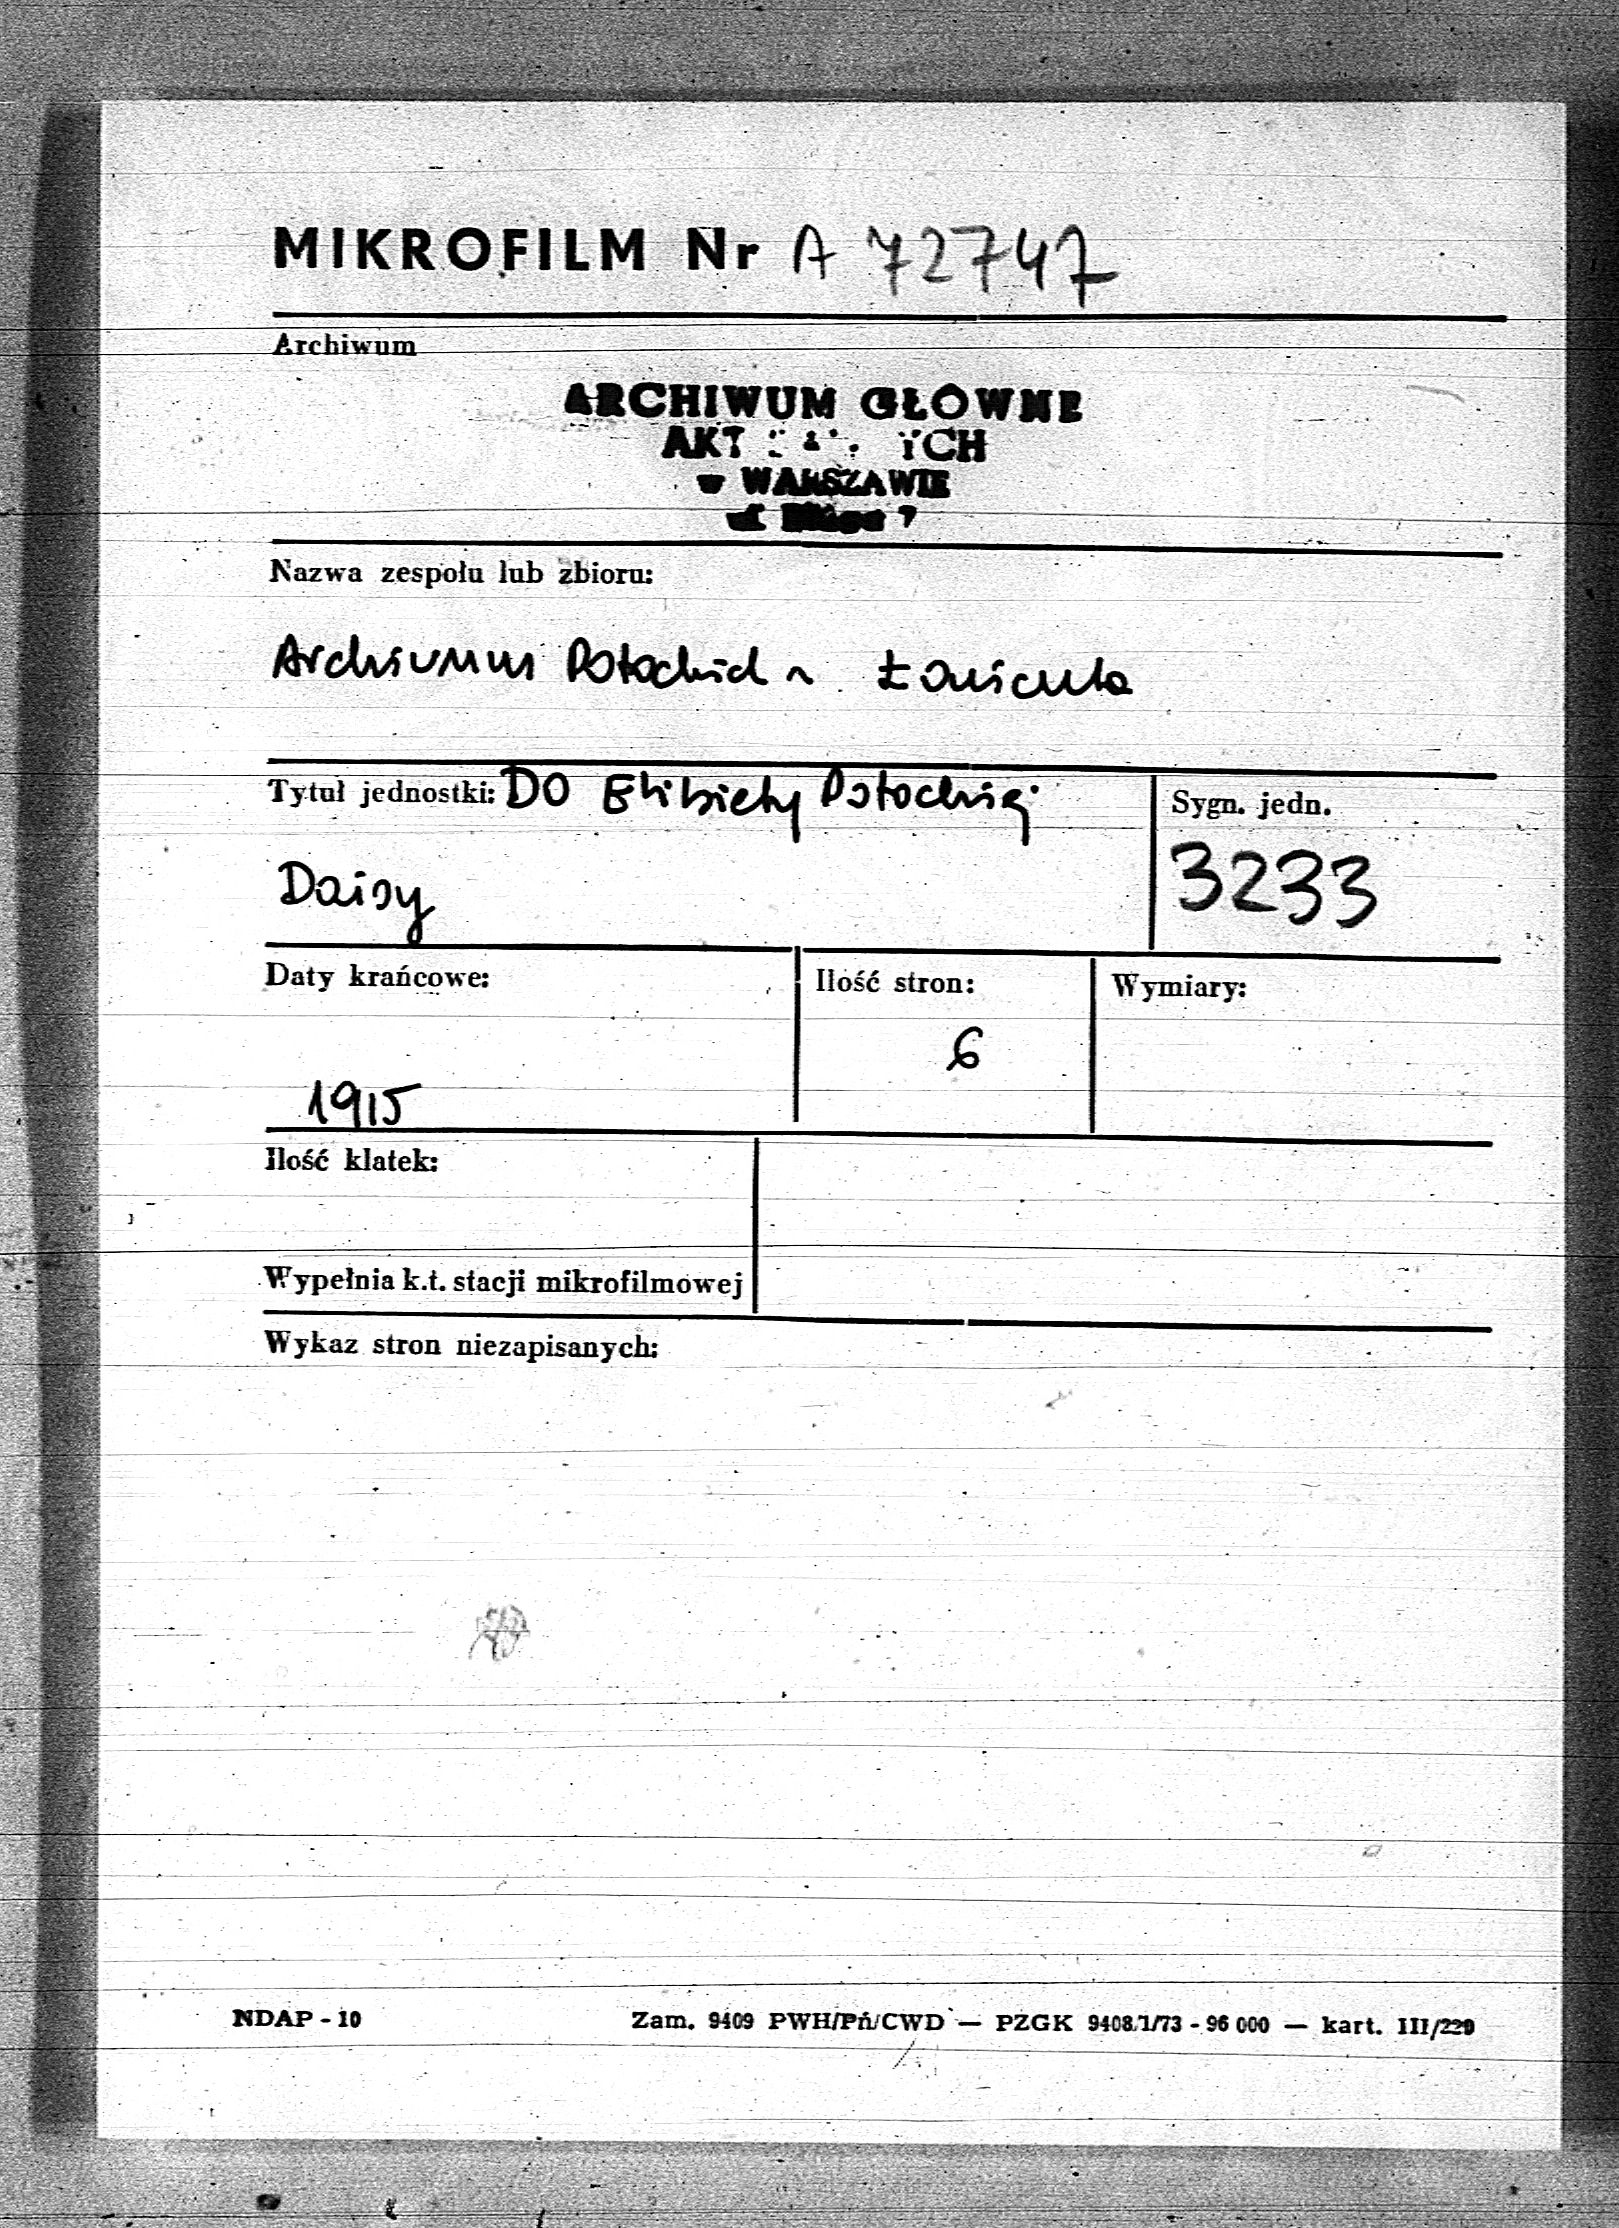 MIKROFILM Nr A 72747
Archiwum
ARCHIWUM GŁÓWNE
AKT
w WARSZAWIE
Nazwa zespołu lub zbioru:
Archiwum Potockich z Łańcuta
Tytuł jednostki: DO Elżbiety Potockiej
Daisy
Sygn. jedn.
3233
Daty krańcowe:
1915
Ilość stron:
6
Wymiary:
Ilość klatek:
Wypełnia k.t. stacji mikrofilmowej
Wykaz stron niezapisanych:
NDAP - 10
Zam. 9409 PWH/Pń/CWD — PZGK 9408/1/73 - 96 000 — kart. III/229